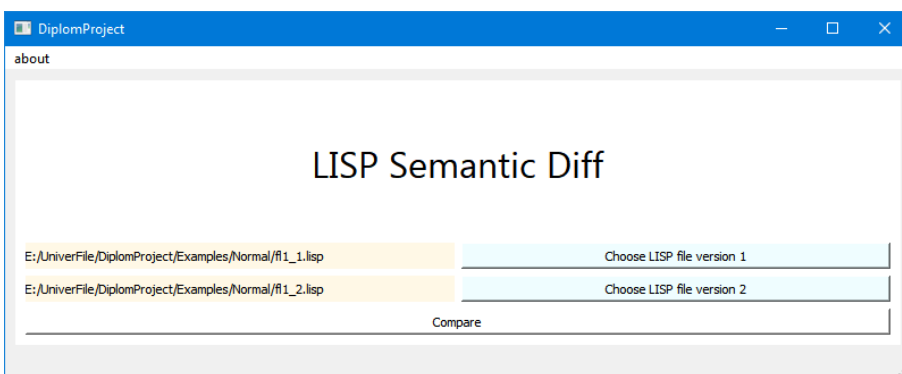 DiplomProject
about
LISP Semantic Diff
E:/UniverFile/DiplomProject/Examples/Normal/fl1_1.lisp
Choose LISP file version 1
E:/UniverFile/DiplomProject/Examples/Normal/fl1_2.lisp
Choose LISP file version 2
Compare